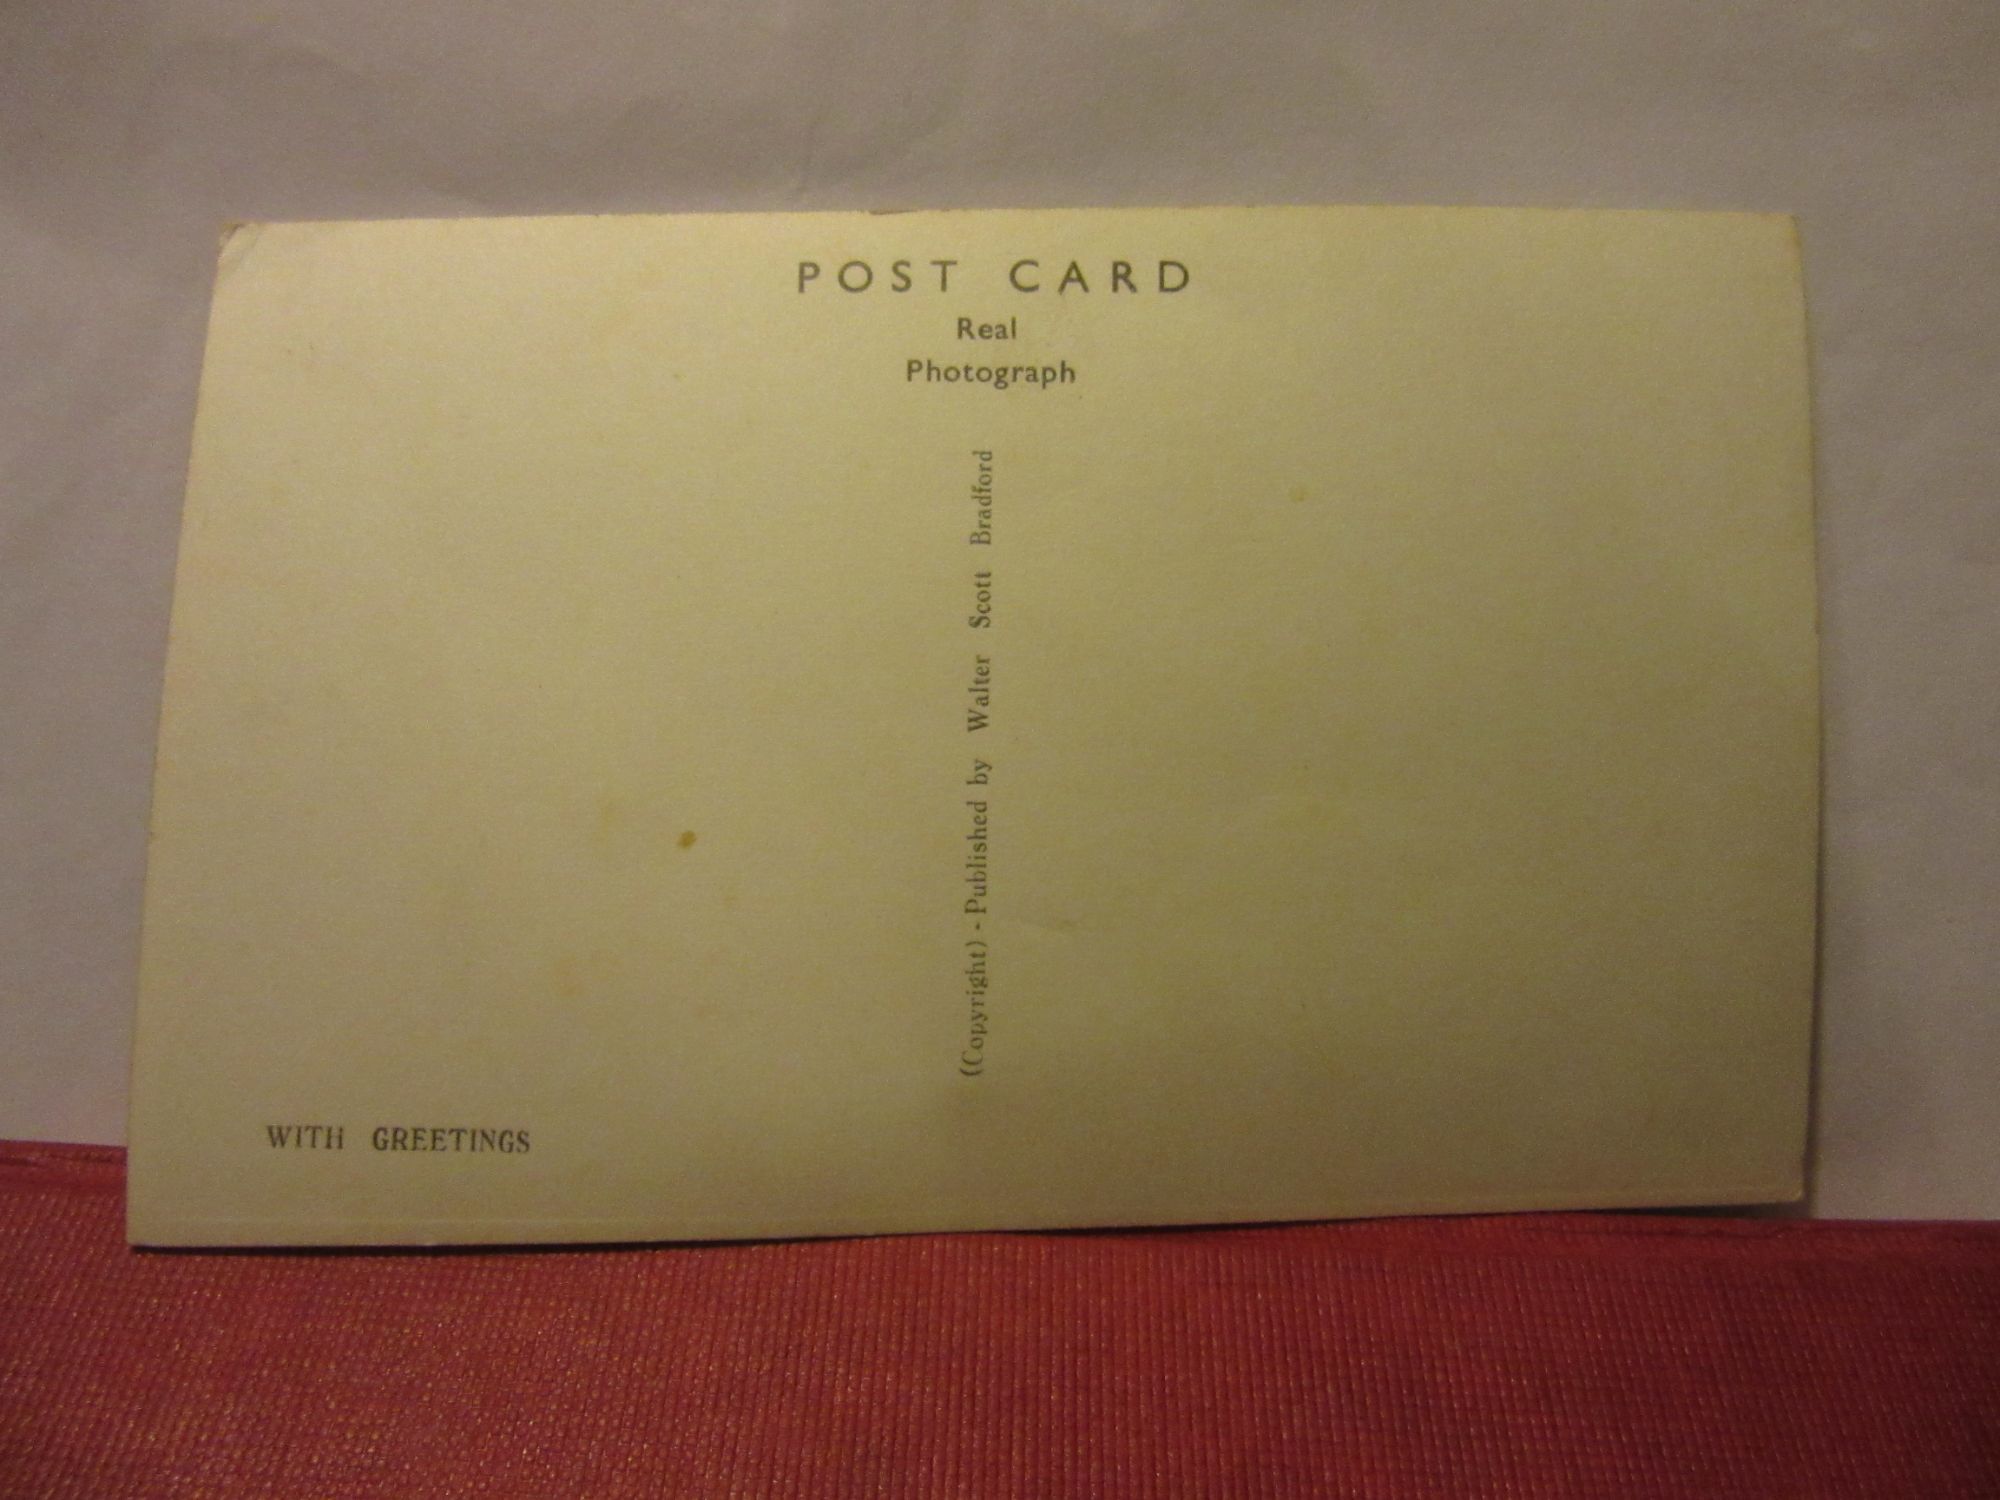 POST CARD
Real
Photograph
(Copyright) - Published by Walter Scott Bradford
WITH GREETINGS